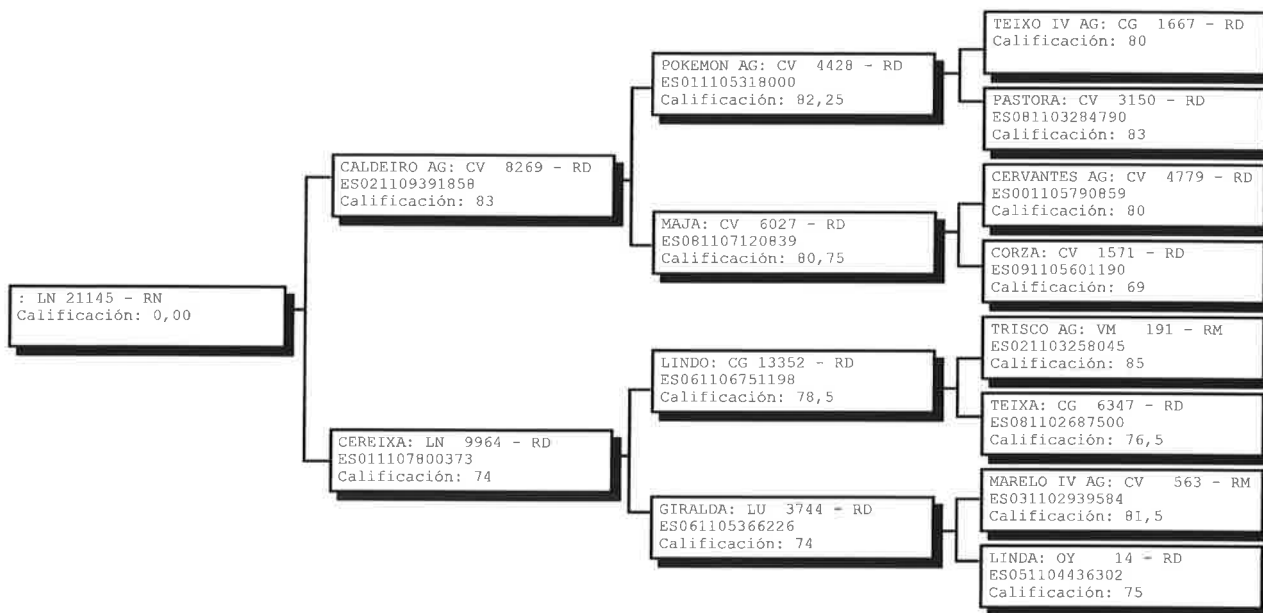 : LN 21145 - RN
Calificación: 0,00
CALDEIRO AG: CV 8269 - RD
ES021109391858
Calificación: 83
CEREIXA: LN 9964 - RD
ES011107800373
Calificación: 74
POKEMON AG: CV 4428 - RD
ES011105318000
Calificación: 82,25
MAJA: CV 6027 - RD
ES081107120839
Calificación: 80,75
LINDO: CG 13352 - RD
ES061106751198
Calificación: 78,5
GIRALDA: LU 3744 - RD
ES061105366226
Calificación: 74
TEIXO IV AG: CG 1667 - RD
Calificación: 80
PASTORA: CV 3150 - RD
ES081103284790
Calificación: 83
CERVANTES AG: CV 4779 - RD
ES001105790859
Calificación: 80
CORZA: CV 1571 - RD
ES091105601190
Calificación: 69
TRISCO AG: VM 191 - RM
ES021103258045
Calificación: 85
TEIXA: CG 6347 - RD
ES081102687500
Calificación: 76,5
MARELO IV AG: CV 563 - RM
ES031102939584
Calificación: 81,5
LINDA: OY 14 - RD
ES051104436302
Calificación: 75